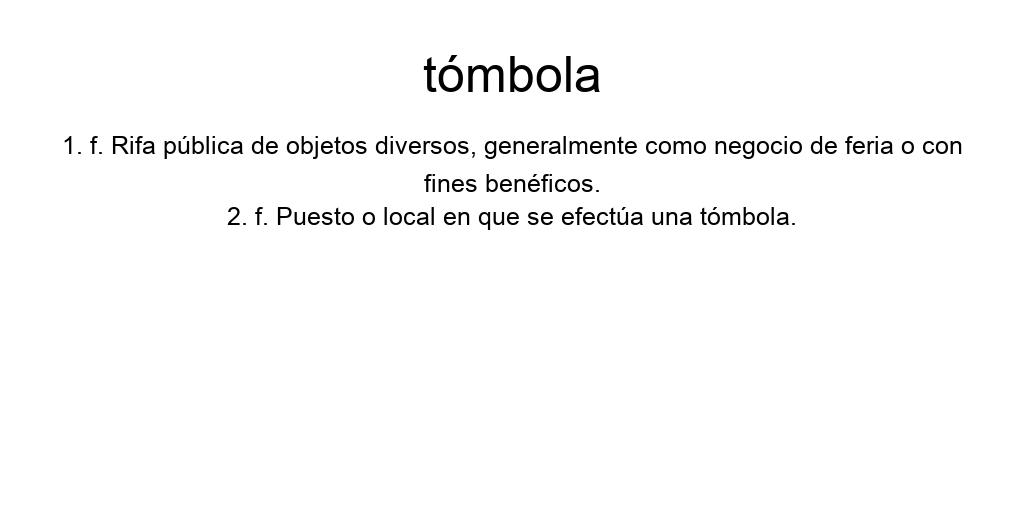 tómbola
1. f. Rifa pública de objetos diversos, generalmente como negocio de feria o con
fines benéficos.
2. f. Puesto o local en que se efectúa una tómbola.